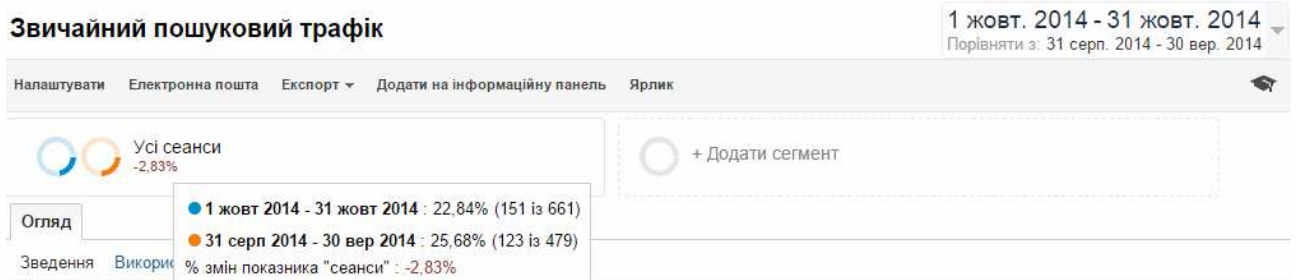 Звичайний пошуковий трафік
1 жовт. 2014 - 31 жовт. 2014
Порівняти з: 31 серп. 2014 - 30 вер. 2014
Налаштувати Електронна пошта Експорт Додати на інформаційну панель Ярлик
Усі сеанси
-2,83%
+ Додати сегмент
1 жовт 2014 - 31 жовт 2014 : 22,84% (151 із 661)
31 серп 2014 - 30 вер 2014 : 25,68% (123 із 479)
% змін показника "сеанси" : -2,83%
Огляд
Зведення